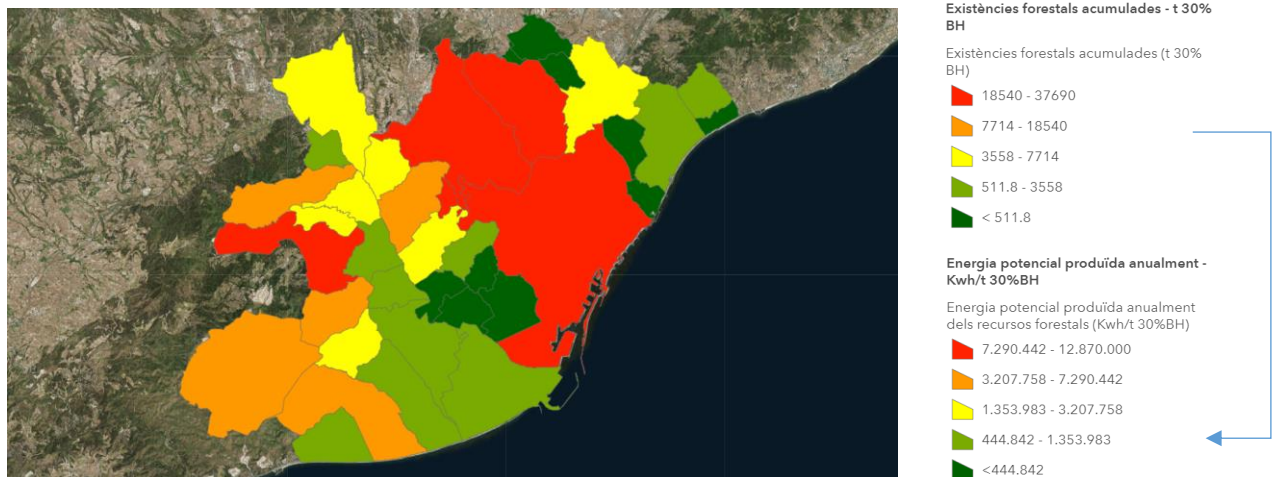 Existències forestals acumulades - t 30%
BH
Existències forestals acumulades (t 30%
BH)
18540 - 37690
7714 - 18540
3558 - 7714
511.8 - 3558
< 511.8
Energia potencial produïda anualment -
Kwh/t 30%BH
Energia potencial produïda anualment
dels recursos forestals (Kwh/t 30%BH)
7.290.442 - 12.870.000
3.207.758 - 7.290.442
1.353.983 - 3.207.758
444.842 - 1.353.983
<444.842